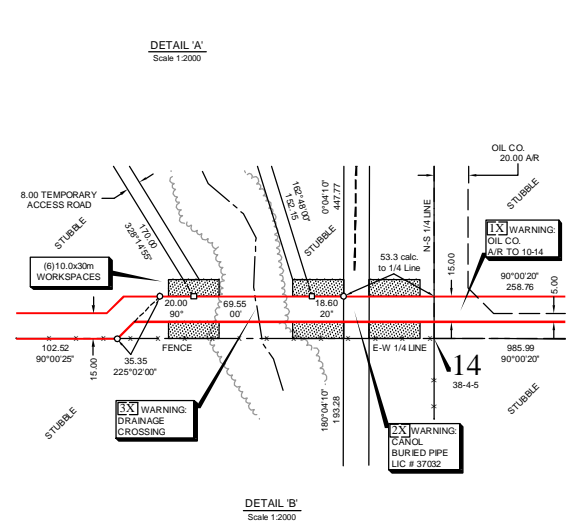 DETAIL 'A'
Scale 1:2000
OIL CO.
20.00 A/R
8.00 TEMPORARY
ACCESS ROAD
STUBBLE
170.00
328°14'55"
162°48'00"
152.15
STUBBLE
0°04'10"
447.77
N-S 1/4 LINE
STUBBLE
1X WARNING:
OIL CO.
A/R TO 10-14
53.3 calc.
to 1/4 Line
15.00
(6)10.0x30m
WORKSPACES
90°00'20"
258.76
5.00
20.00
90°
69.55
00'
18.60
20"
102.52
90°00'25"
15.00
FENCE
35.35
225°02'00"
E-W 1/4 LINE
14
38-4-5
985.99
90°00'20"
STUBBLE
3X WARNING:
DRAINAGE
CROSSING
180°04'10"
193.28
2X WARNING:
CANOL
BURIED PIPE
LIC # 37032
STUBBLE
DETAIL 'B'
Scale 1:2000